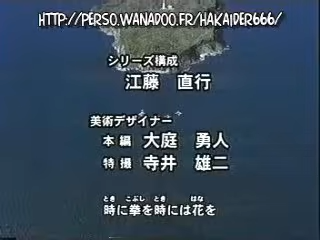 HTTP://PERSO.WANADOO.FR/HAKAIDER666/
シリーズ構成
江藤　直行
美術デザイナー
本編　大庭　勇人
特撮　寺井　雄二
とき　こぶし　とき　はな
時に拳を時には花を